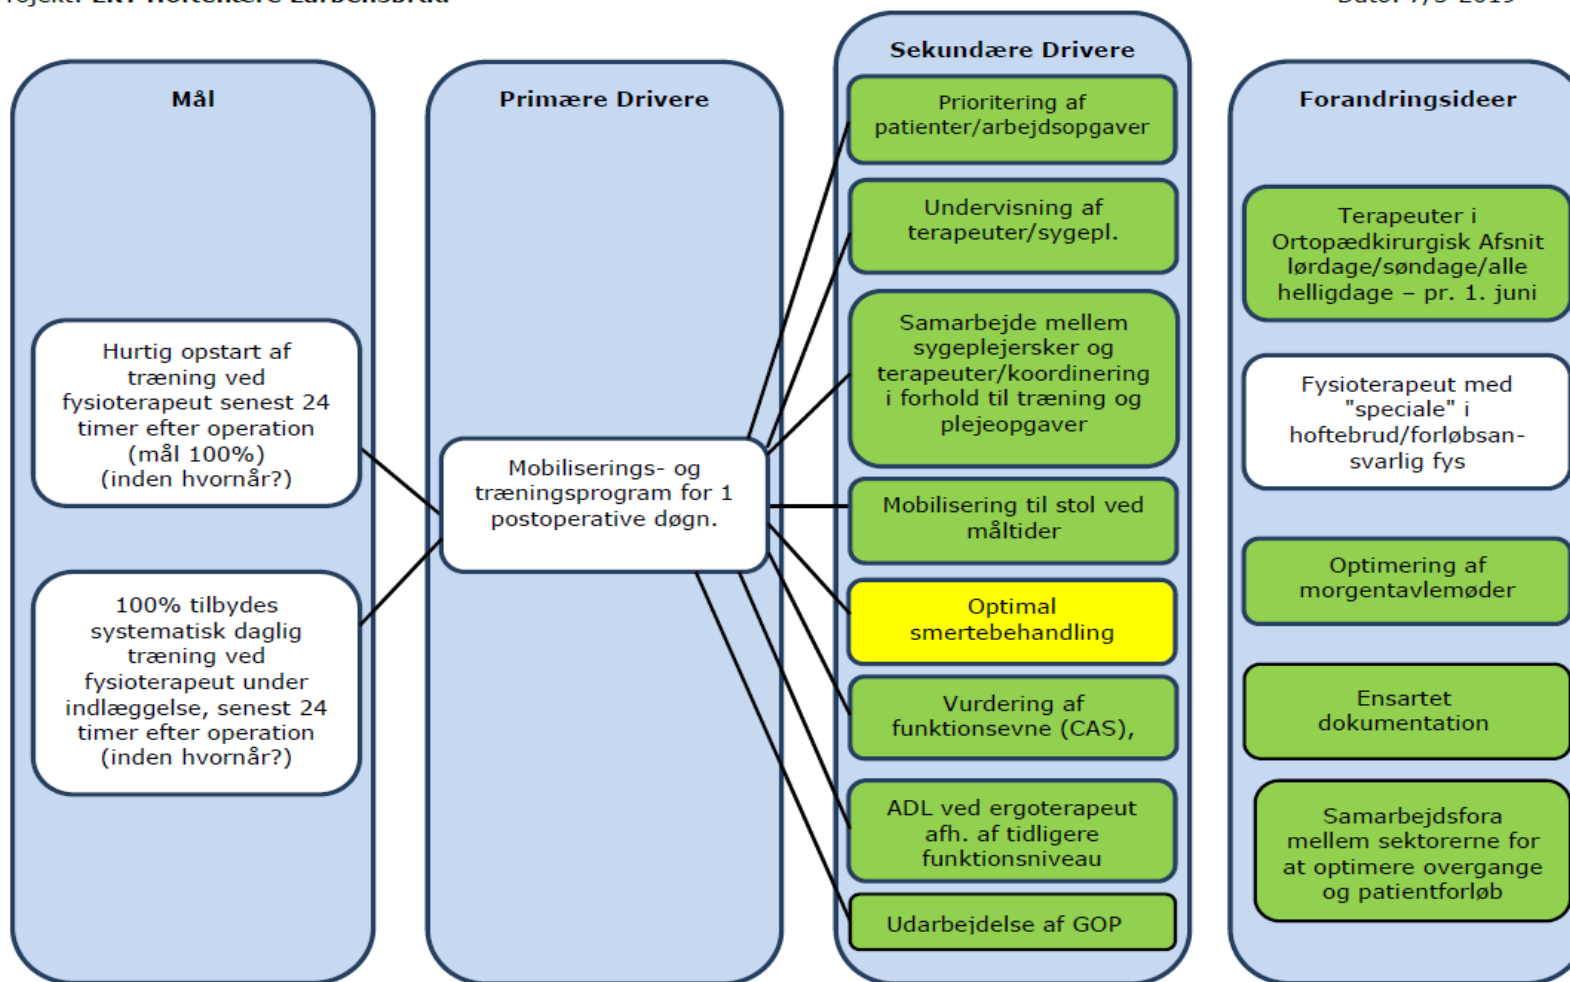 Mål
Hurtig opstart af
træning ved
fysioterapeut senest 24
timer efter operation
(mål 100%)
(inden hvornår?)
100% tilbydes
systematisk daglig
træning ved
fysioterapeut under
indlæggelse, senest 24
timer efter operation
(inden hvornår?)
Primære Drivere
Mobiliserings- og
træningsprogram for 1
postoperative døgn.
Sekundære Drivere
Prioritering af
patienter/arbejdsopgaver
Undervisning af
terapeuter/sygepl.
Samarbejde mellem
sygeplejersker og
terapeuter/koordinering
i forhold til træning og
plejeopgaver
Mobilisering til stol ved
måltider
Optimal
smertebehandling
Vurdering af
funktionsevne (CAS),
ADL ved ergoterapeut
afh. af tidligere
funktionsniveau
Udarbejdelse af GOP
Forandringsideer
Terapeuter i
Ortopædkirurgisk Afsnit
lørdage/søndage/alle
helligdage – pr. 1. juni
Fysioterapeut med
"speciale" i
hoftebrud/forløbsan-
svarlig fys
Optimering af
morgentavlemøder
Ensartet
dokumentation
Samarbejdsfora
mellem sektorerne for
at optimere overgange
og patientforløb